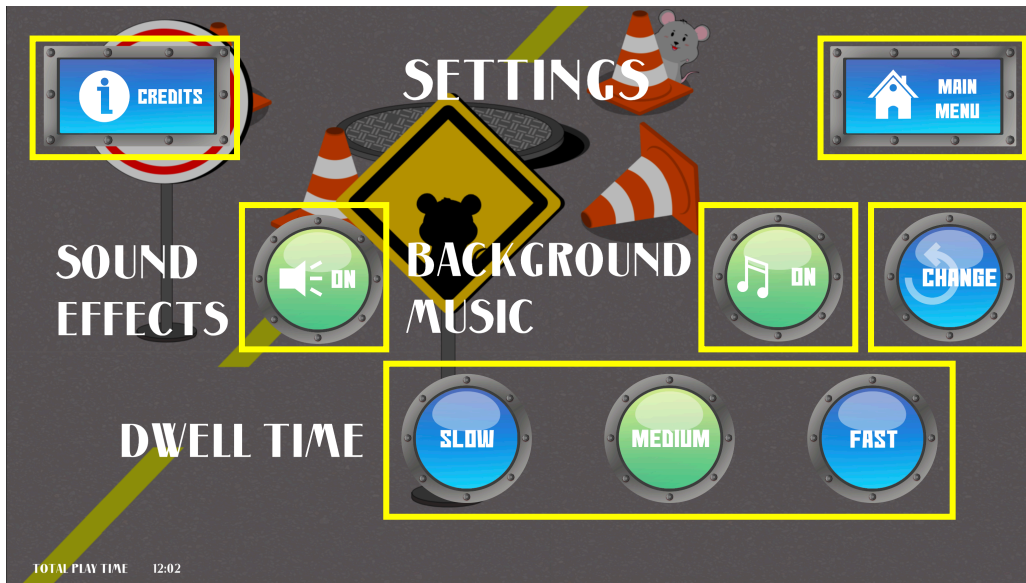 SETTINGS
CREDITS
MAIN
MENU
SOUND
EFFECTS
ON
BACKGROUND
MUSIC
ON
CHANGE
DWELL TIME
SLOW
MEDIUM
FAST
TOTAL PLAY TIME 12:02